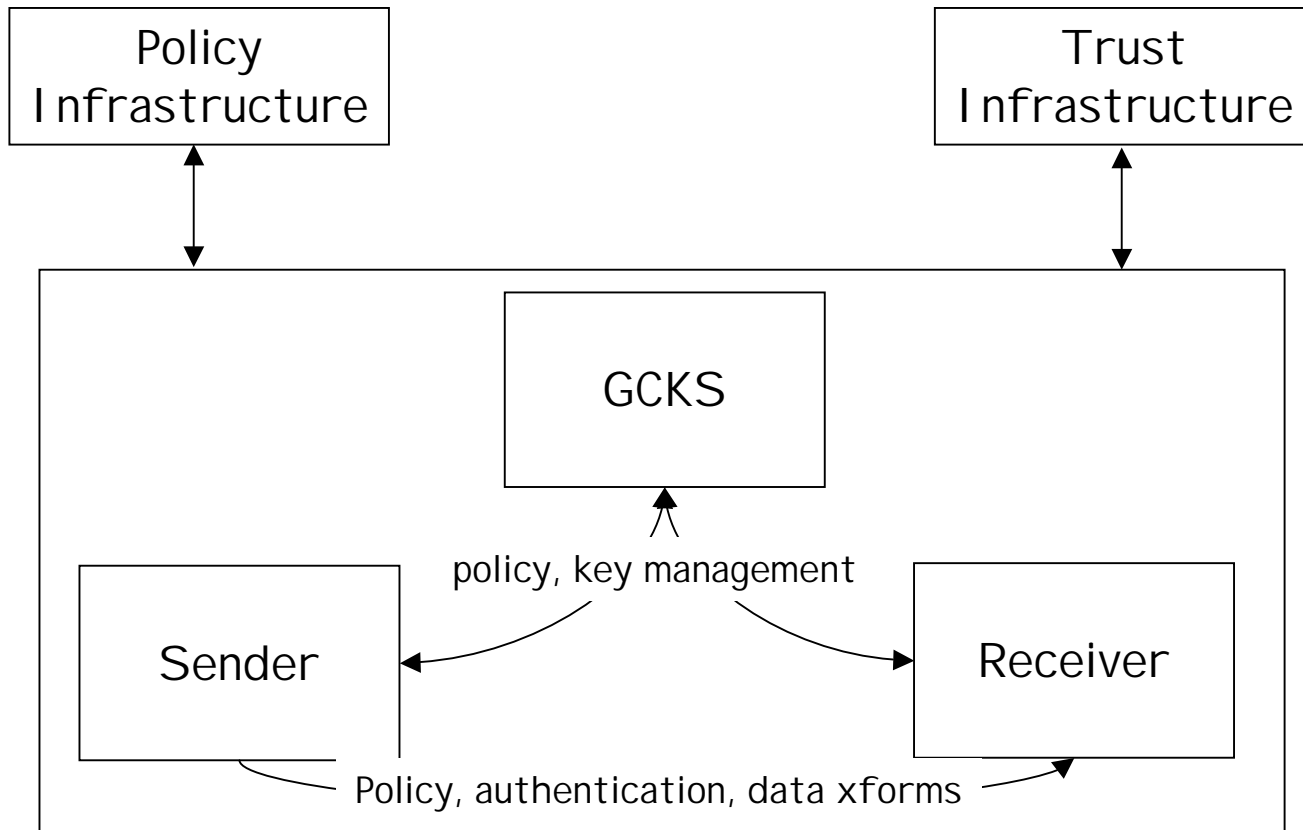 Policy
Infrastructure
Trust
Infrastructure
GCKS
policy, key management
Sender
Receiver
Policy, authentication, data xforms